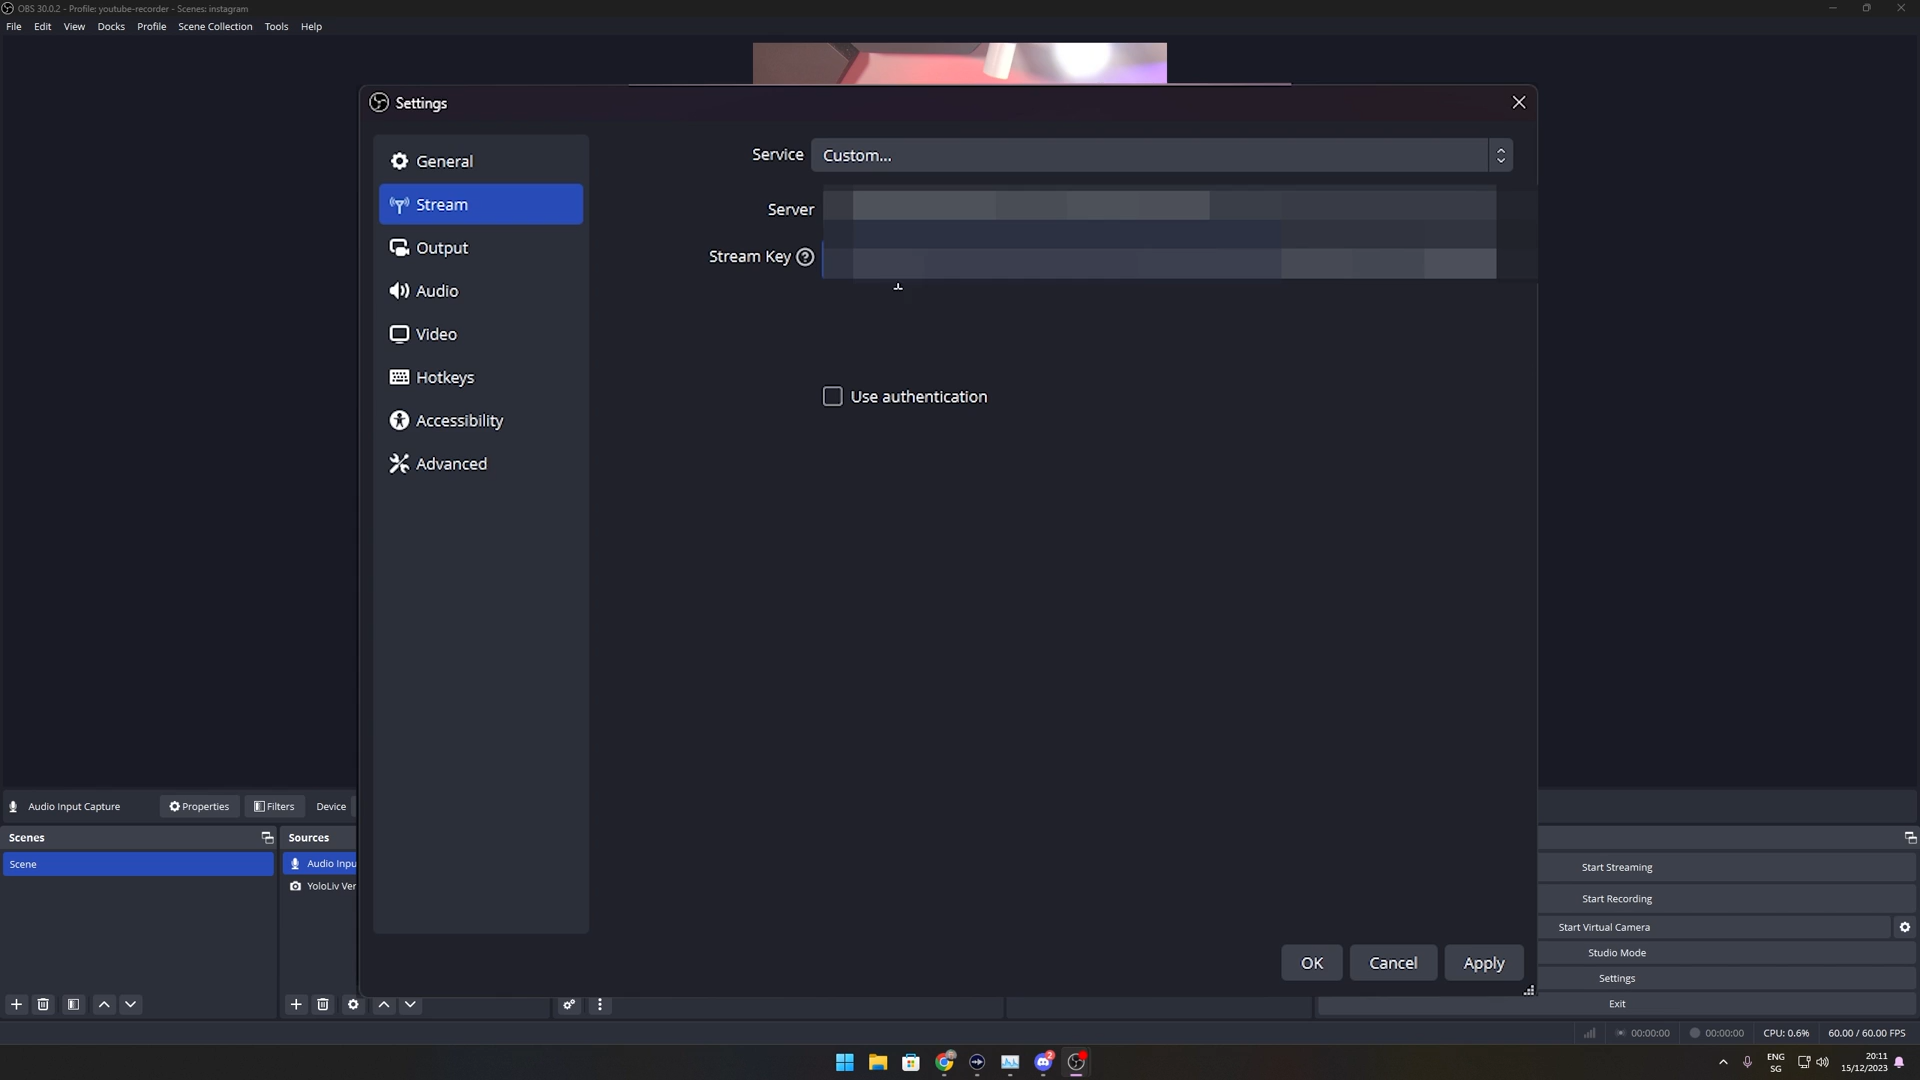 OBS 30.0.2 - Profile: youtube-recorder - Scenes: instagram
File Edit View Docks Profile Scene Collection Tools Help
Settings
General
Stream
Output
Audio
Video
Hotkeys
Accessibility
Advanced
Service Custom...
Server
Stream Key ?
Use authentication
OK Cancel Apply
Audio Input Capture Properties Filters Device
Scenes
Scene
Sources
Audio Inpu
YoloLiv Ver
Start Streaming
Start Recording
Start Virtual Camera
Studio Mode
Settings
Exit
00:00:00 00:00:00 CPU: 0.6% 60.00 / 60.00 FPS
2
ENG
SG
20:11
15/12/2023